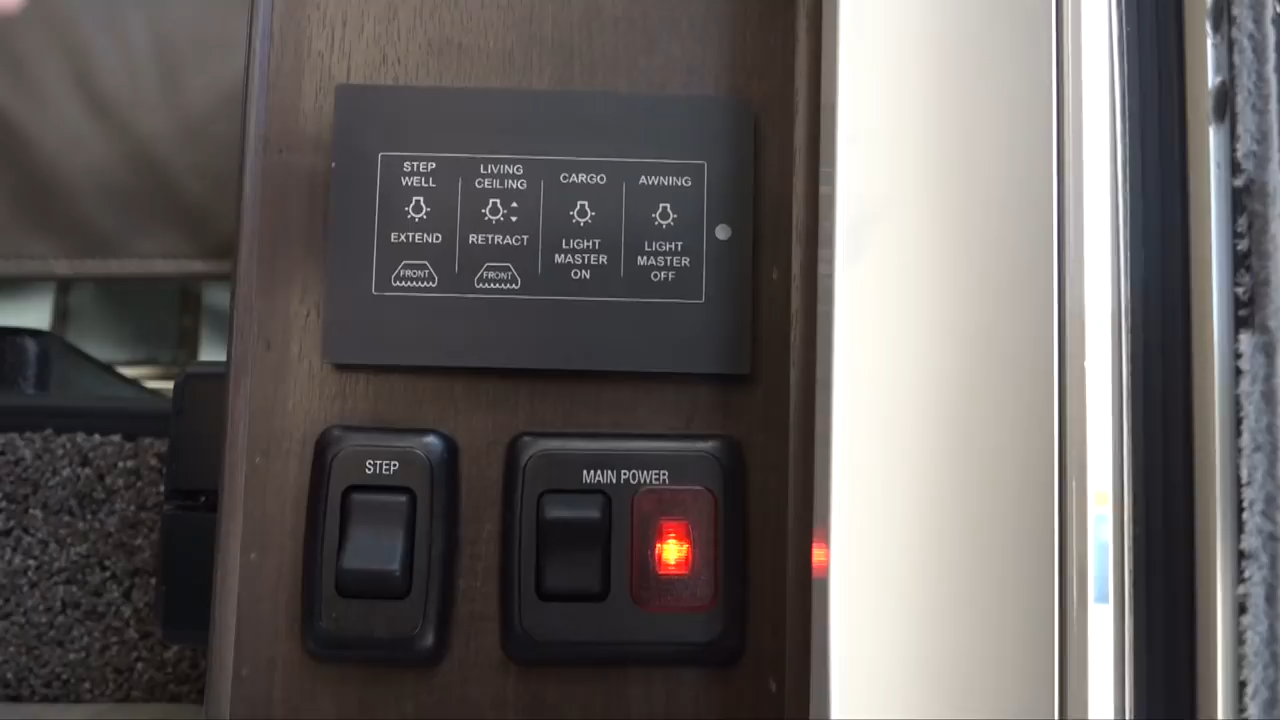 STEP
WELL
LIVING
CEILING
CARGO
AWNING
EXTEND
RETRACT
LIGHT
MASTER
ON
LIGHT
MASTER
OFF
FRONT
FRONT
STEP
MAIN POWER